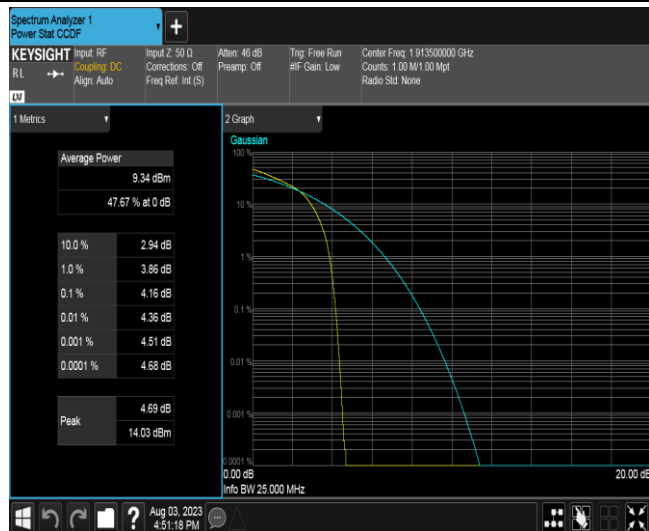 Spectrum Analyzer 1
Power Stat CCDF
+
KEYSIGHT
RL
LXI
Input: RF
Coupling: DC
Align: Auto
Input Z: 50 Ω
Corrections: Off
Freq Ref: Int (S)
Atten: 46 dB
Preamp: Off
Trig: Free Run
#IF Gain: Low
Center Freq: 1.913500000 GHz
Counts: 1.00 M/1.00 Mpt
Radio Std: None
1 Metrics
Average Power
9.34 dBm
47.67 % at 0 dB
10.0 % 2.94 dB
1.0 % 3.86 dB
0.1 % 4.16 dB
0.01 % 4.36 dB
0.001 % 4.51 dB
0.0001 % 4.68 dB
Peak
4.69 dB
14.03 dBm
2 Graph
Gaussian
100 %
10 %
1 %
0.1 %
0.01 %
0.001 %
0.0001 %
0.00 dB 20.00 dB
Info BW 25.000 MHz
?
Aug 03, 2023
4:51:18 PM